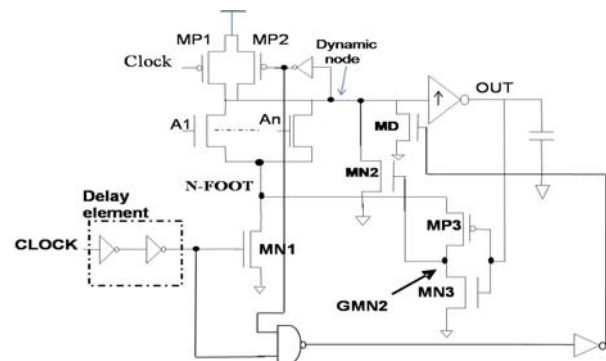 MP1 MP2
Dynamic node
Clock
OUT
A1 An
MD
MN2
N-FOOT
Delay element
MP3
CLOCK
MN1
MN3
GMN2